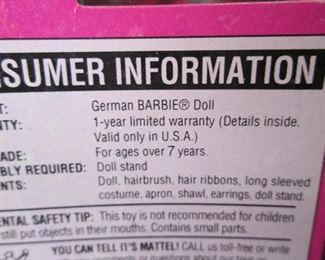 SUMER INFORMATION
T: German BARBIE® Doll
TY: 1-year limited warranty (Details inside.
Valid only in U.S.A.)
ADE: For ages over 7 years.
BLY REQUIRED: Doll stand
NTS: Doll, hairbrush, hair ribbons, long sleeved
costume, apron, shawl, earrings, doll stand.
ENTAL SAFETY TIP: This toy is not recommended for children
still put objects in their mouths. Contains small parts.
YOU CAN TELL IT'S MATTEL! CALL us toll-free or write